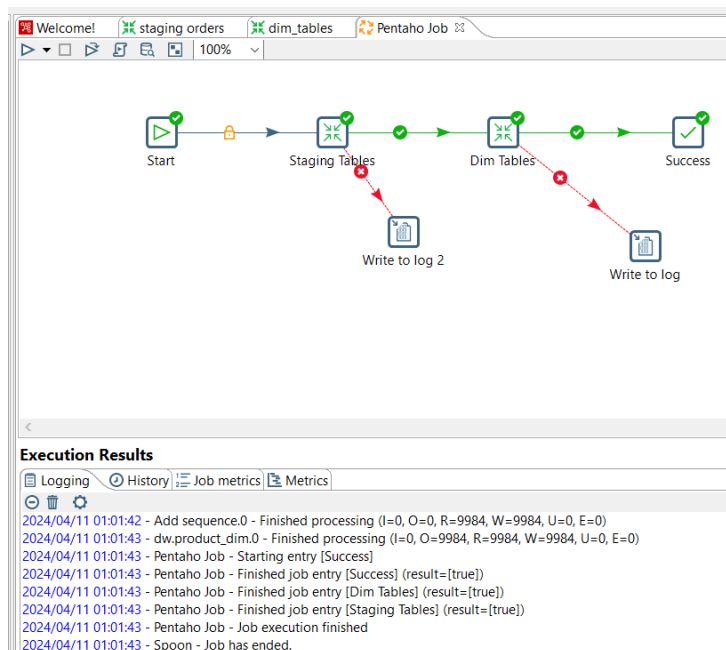 Welcome! staging orders dim_tables Pentaho Job
100%
Start Staging Tables Dim Tables Success
Write to log 2
Write to log
Execution Results
Logging History Job metrics Metrics
2024/04/11 01:01:42 - Add sequence.0 - Finished processing (I=0, O=0, R=9984, W=9984, U=0, E=0)
2024/04/11 01:01:43 - dw.product_dim.0 - Finished processing (I=0, O=9984, R=9984, W=9984, U=0, E=0)
2024/04/11 01:01:43 - Pentaho Job - Starting entry [Success]
2024/04/11 01:01:43 - Pentaho Job - Finished job entry [Success] (result=[true])
2024/04/11 01:01:43 - Pentaho Job - Finished job entry [Dim Tables] (result=[true])
2024/04/11 01:01:43 - Pentaho Job - Finished job entry [Staging Tables] (result=[true])
2024/04/11 01:01:43 - Pentaho Job - Job execution finished
2024/04/11 01:01:43 - Spoon - Job has ended.